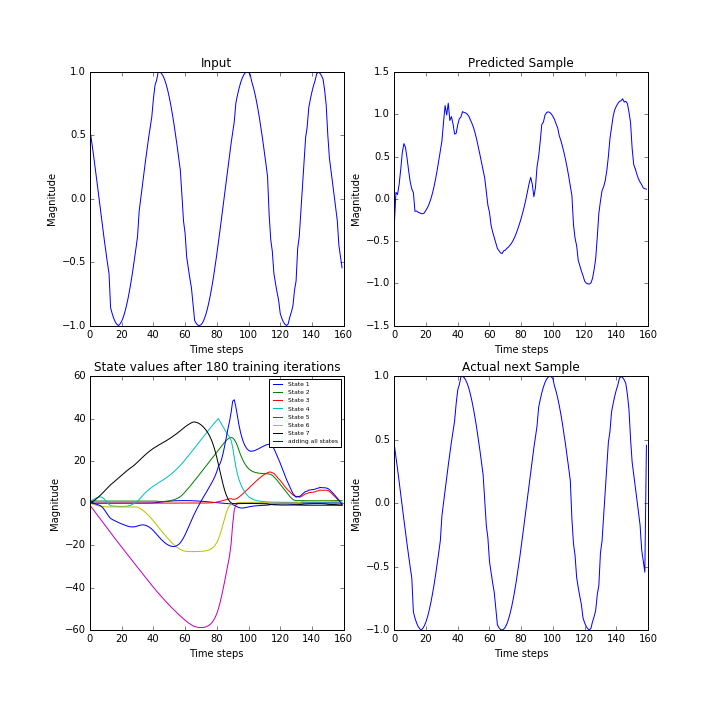 Input
Magnitude
1.0
0.5
0.0
−0.5
−1.0
0 20 40 60 80 100 120 140 160
Time steps
Predicted Sample
Magnitude
1.5
1.0
0.5
0.0
−0.5
−1.0
−1.5
0 20 40 60 80 100 120 140 160
Time steps
State values after 180 training iterations
Magnitude
60
40
20
0
−20
−40
−60
0 20 40 60 80 100 120 140 160
Time steps
State 1
State 2
State 3
State 4
State 5
State 6
State 7
adding all states
Actual next Sample
Magnitude
1.0
0.5
0.0
−0.5
−1.0
0 20 40 60 80 100 120 140 160
Time steps